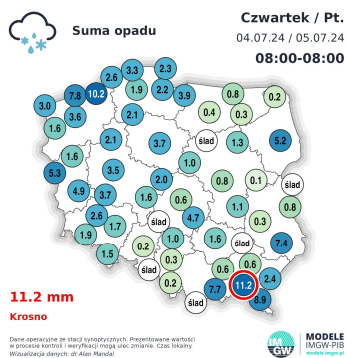 Suma opadu
Czwartek / Pt.
04.07.24 / 05.07.24
08:00-08:00
2.6 3.3 2.3
3.0 7.8 10.2 1.9 2.2 3.9 0.8 0.2
1.6 3.6 2.1 0.4 0.3
2.1 3.7 ślad 1.3 5.2
1.6 1.0
5.3 3.5 2.0 0.8 0.1 ślad
4.9 3.7 1.6 0.6
2.6 4.7 1.1 0.8
1.9 1.7 0.3
1.5 0.2 1.0 1.6 ślad 7.4
ślad 0.3 0.6 0.6
0.2 7.7 11.2 2.4
ślad 8.9
11.2 mm
Krosno
Dane operacyjne ze stacji synoptycznych. Prezentowane wartości
w procesie kontroli i weryfikacji mogą ulec zmianie. Czas lokalny.
Wizualizacja danych: dr Alan Mandal
IMGW
MODELE
IMGW-PIB
modele.imgw.pl